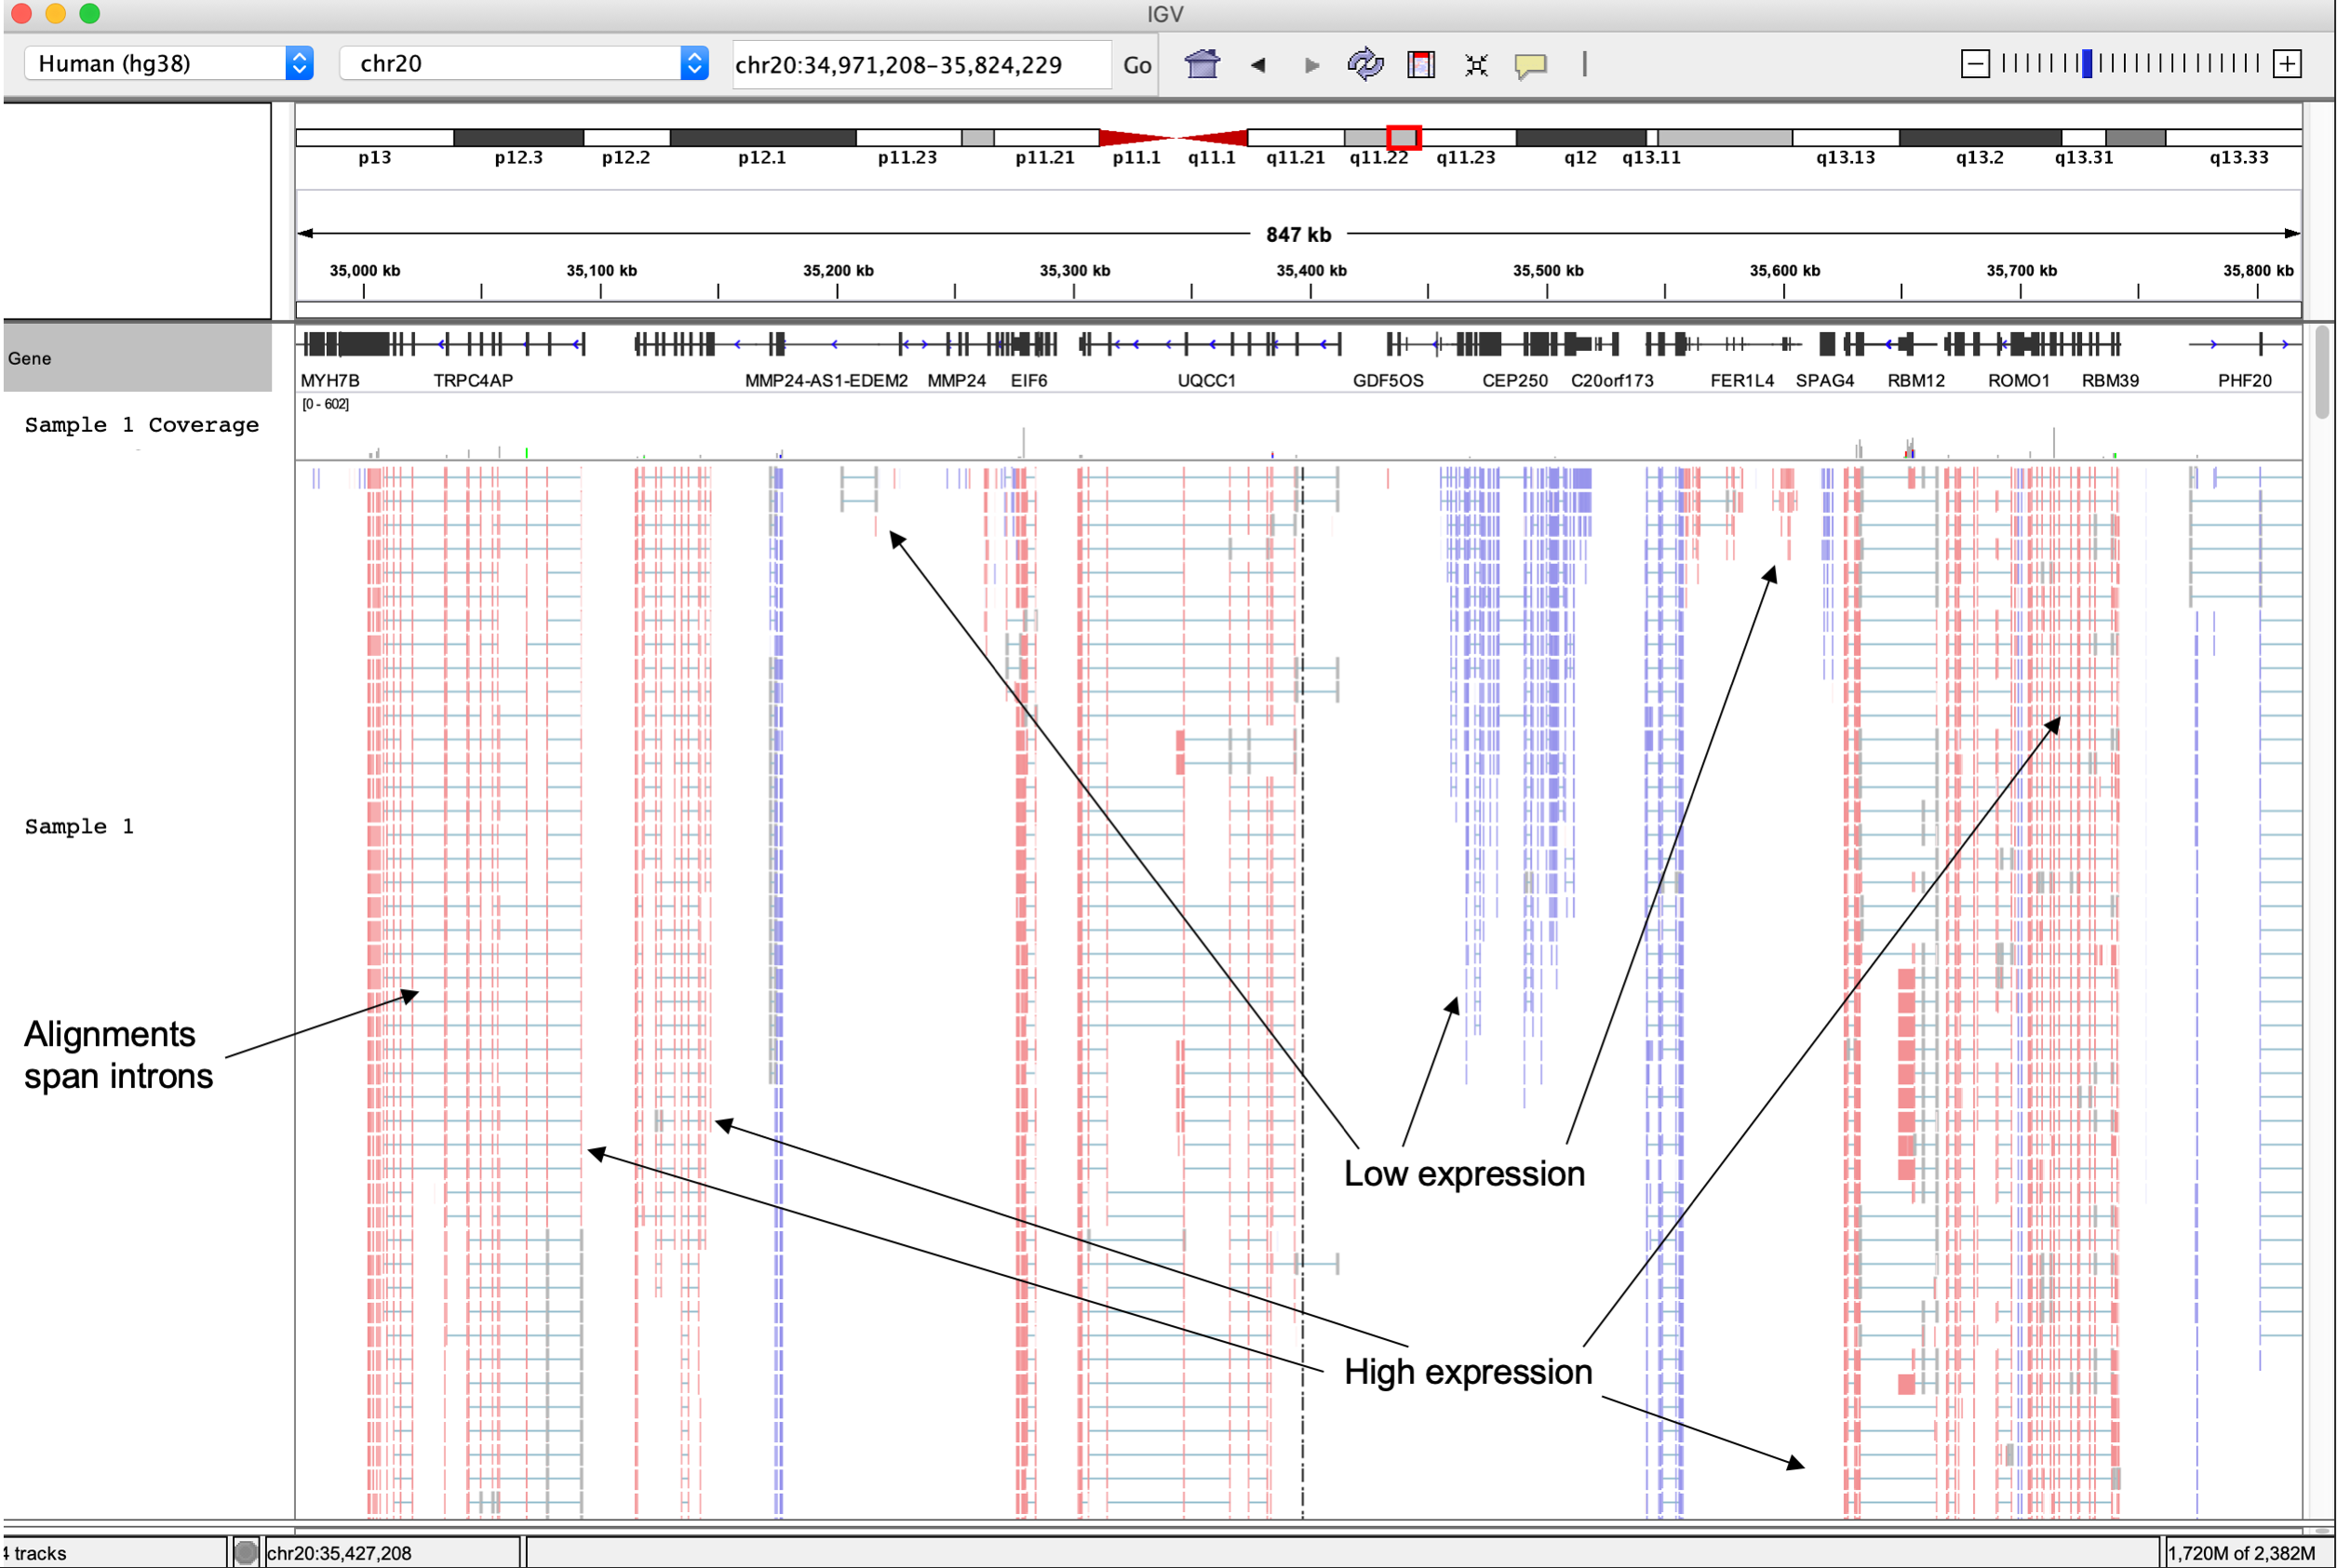 IGV
Human (hg38) chr20 chr20:34,971,208-35,824,229 Go
p13 p12.3 p12.2 p12.1 p11.23 p11.21 p11.1 q11.1 q11.21 q11.22 q11.23 q12 q13.11 q13.13 q13.2 q13.31 q13.33
847 kb
35,000 kb 35,100 kb 35,200 kb 35,300 kb 35,400 kb 35,500 kb 35,600 kb 35,700 kb 35,800 kb
Gene
MYH7B TRPC4AP MMP24-AS1-EDEM2 MMP24 EIF6 UQCC1 GDF5OS CEP250 C20orf173 FER1L4 SPAG4 RBM12 ROMO1 RBM39 PHF20
[0 - 602]
Sample 1 Coverage
Sample 1
Alignments
span introns
Low expression
High expression
4 tracks chr20:35,427,208 1,720M of 2,382M